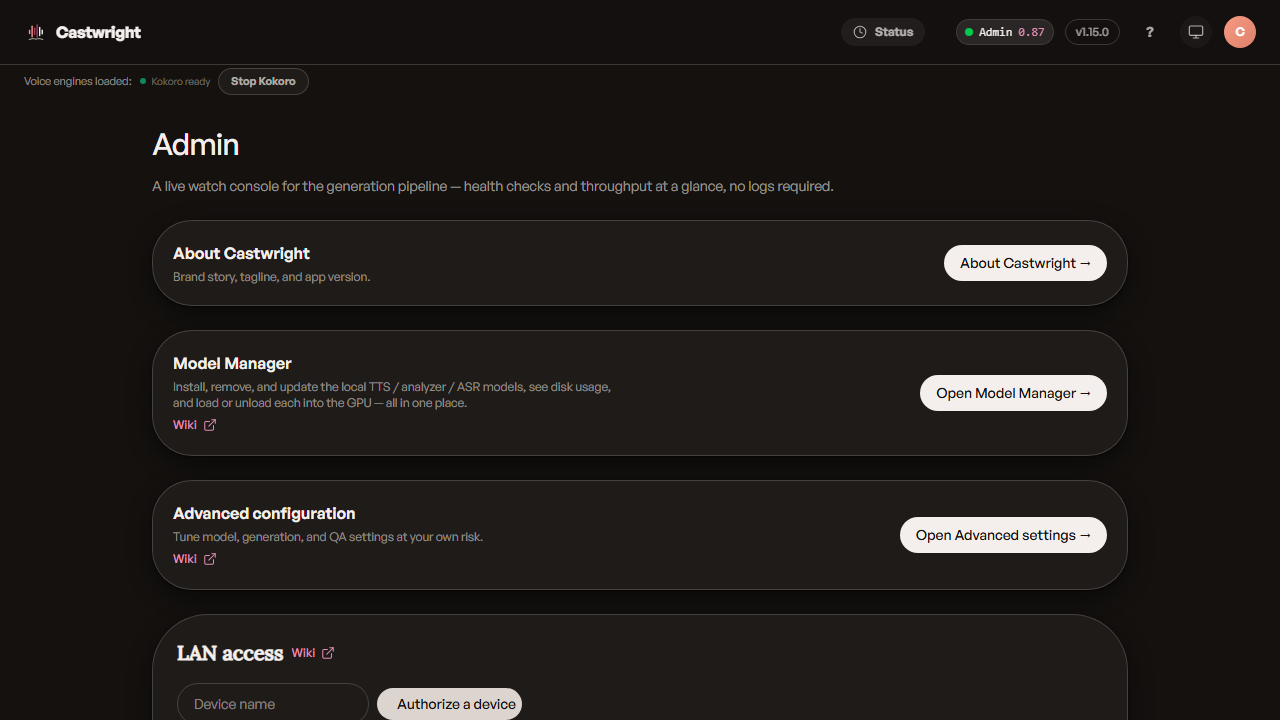 Castwright
Status
Admin 0.87
v1.15.0
?
C
Voice engines loaded:
Kokoro ready
Stop Kokoro
Admin
A live watch console for the generation pipeline — health checks and throughput at a glance, no logs required.
About Castwright
Brand story, tagline, and app version.
About Castwright →
Model Manager
Install, remove, and update the local TTS / analyzer / ASR models, see disk usage,
and load or unload each into the GPU — all in one place.
Wiki
Open Model Manager →
Advanced configuration
Tune model, generation, and QA settings at your own risk.
Wiki
Open Advanced settings →
LAN access
Wiki
Device name
Authorize a device